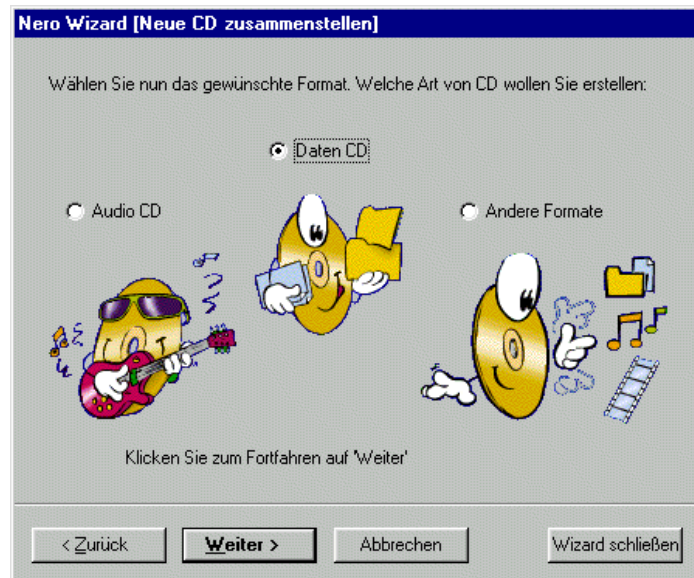 Nero Wizard [Neue CD zusammenstellen]
Wählen Sie nun das gewünschte Format. Welche Art von CD wollen Sie erstellen:
Daten CD
Audio CD
Andere Formate
Klicken Sie zum Fortfahren auf 'Weiter'
< Zurück
Weiter >
Abbrechen
Wizard schließen